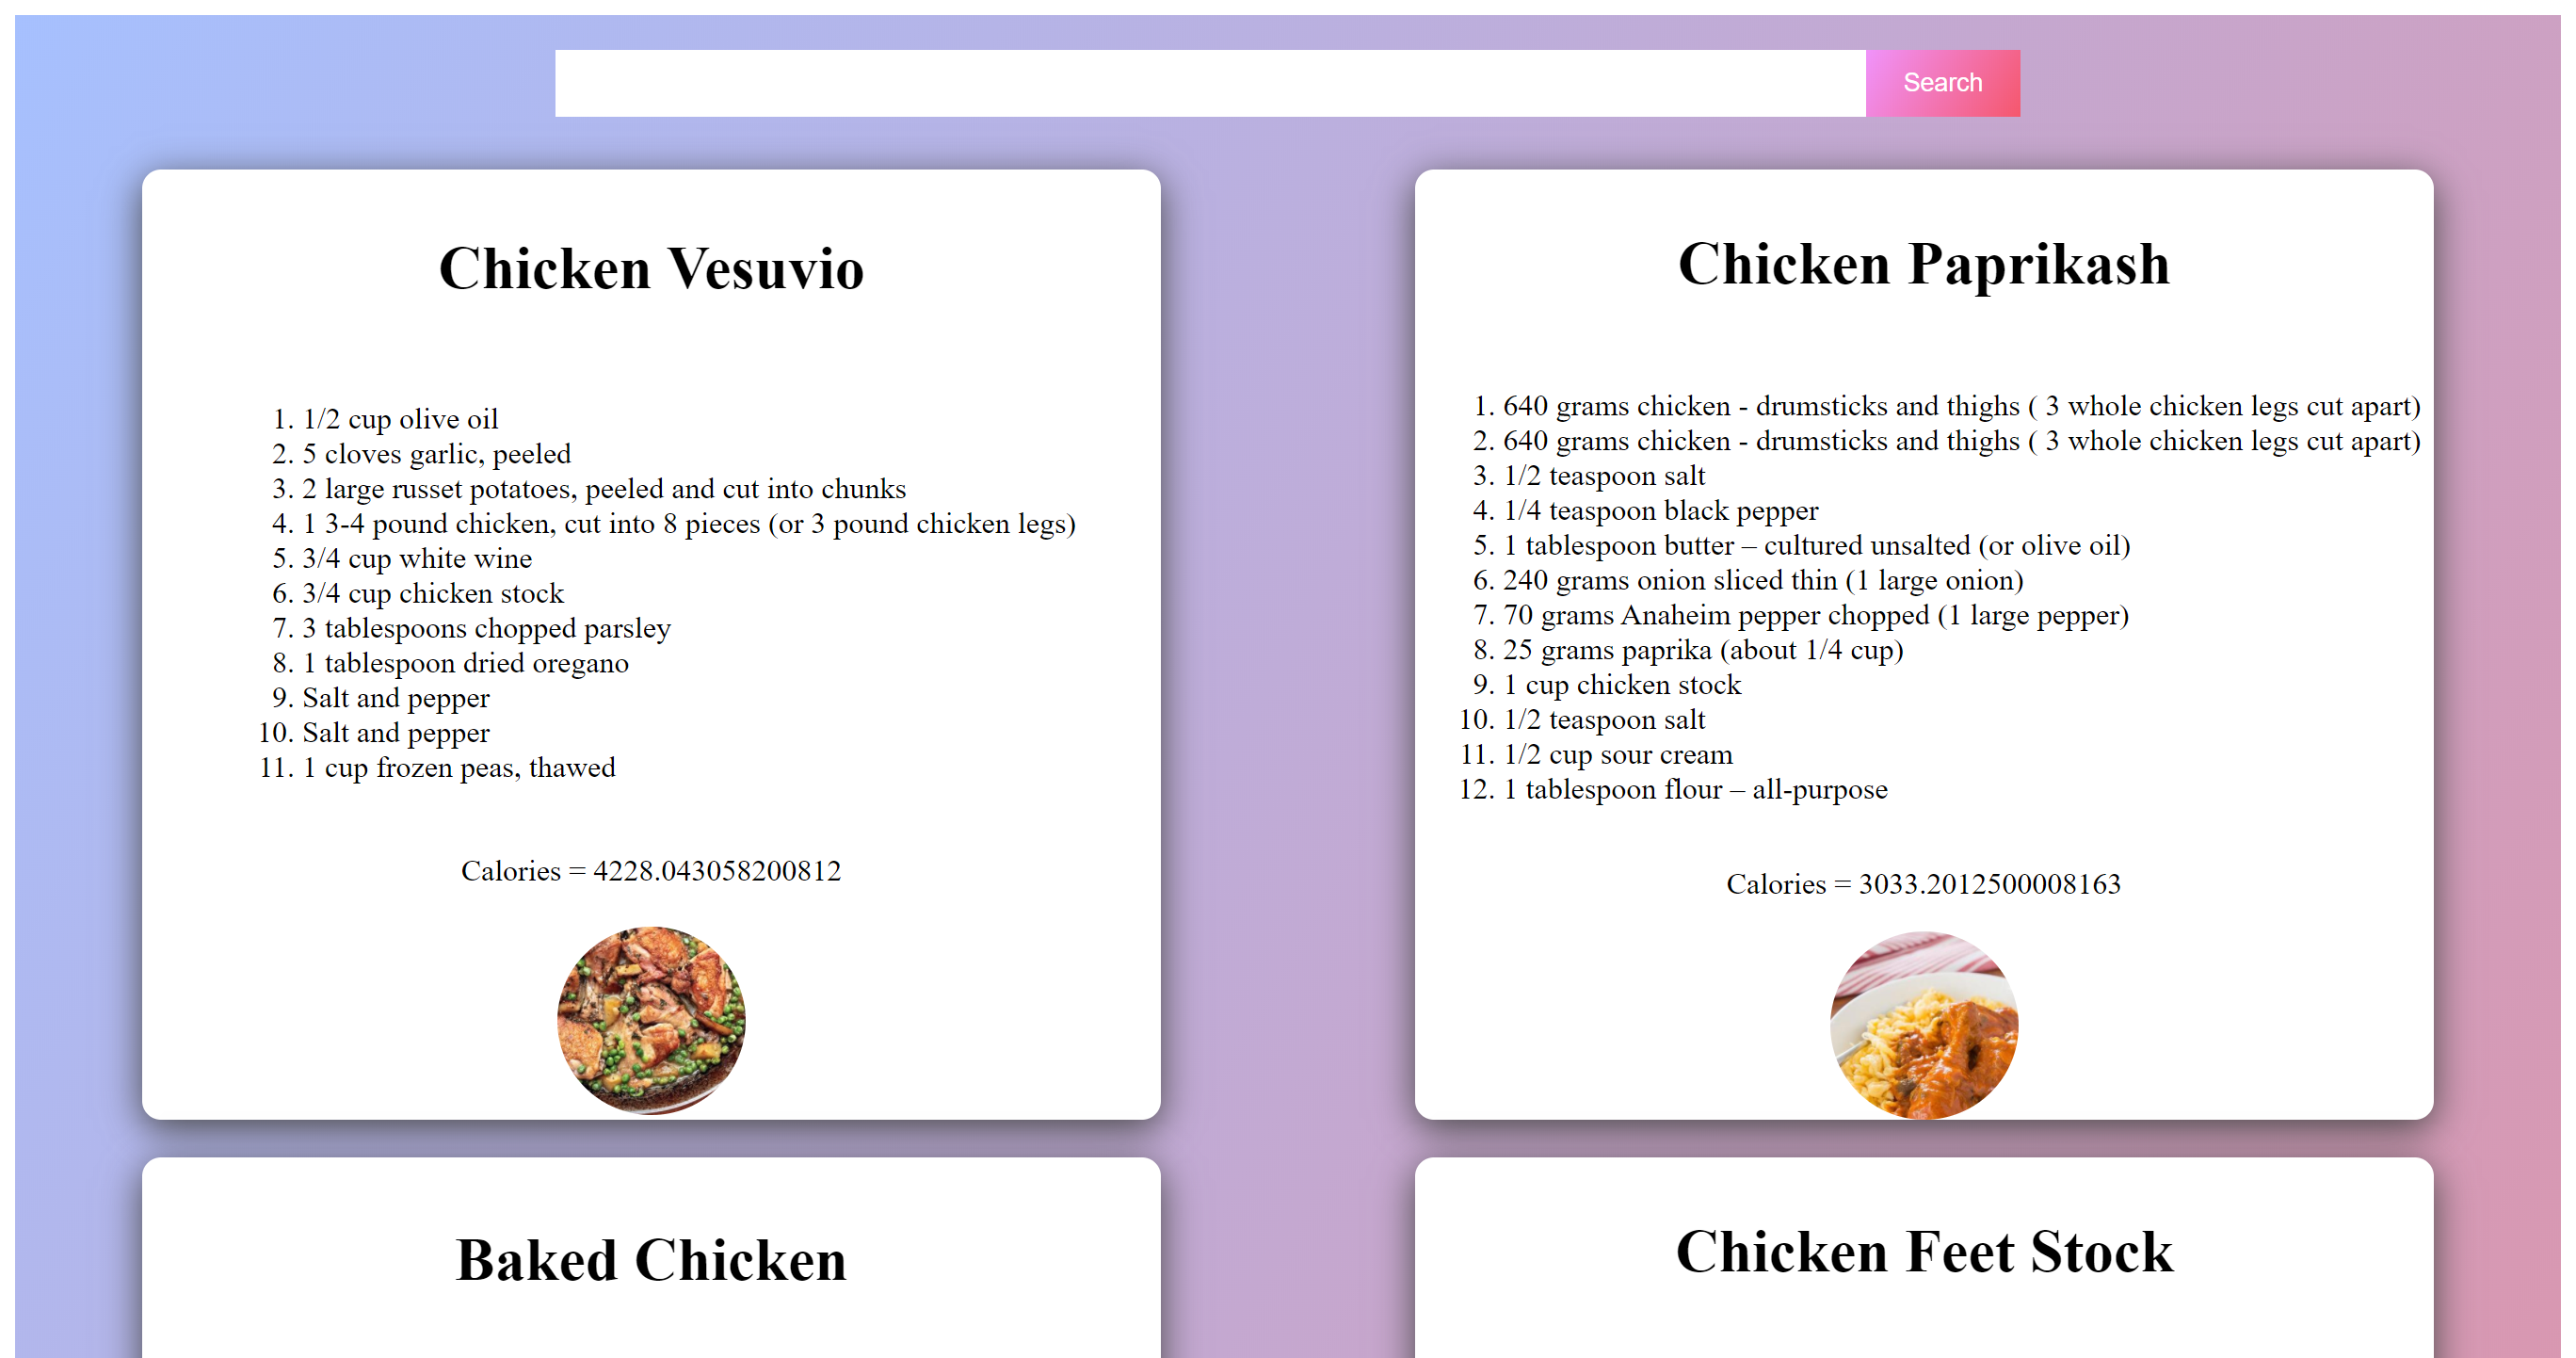 Search
Chicken Vesuvio
1. 1/2 cup olive oil
2. 5 cloves garlic, peeled
3. 2 large russet potatoes, peeled and cut into chunks
4. 1 3-4 pound chicken, cut into 8 pieces (or 3 pound chicken legs)
5. 3/4 cup white wine
6. 3/4 cup chicken stock
7. 3 tablespoons chopped parsley
8. 1 tablespoon dried oregano
9. Salt and pepper
10. Salt and pepper
11. 1 cup frozen peas, thawed
Calories = 4228.043058200812
Chicken Paprikash
1. 640 grams chicken - drumsticks and thighs ( 3 whole chicken legs cut apart)
2. 640 grams chicken - drumsticks and thighs ( 3 whole chicken legs cut apart)
3. 1/2 teaspoon salt
4. 1/4 teaspoon black pepper
5. 1 tablespoon butter – cultured unsalted (or olive oil)
6. 240 grams onion sliced thin (1 large onion)
7. 70 grams Anaheim pepper chopped (1 large pepper)
8. 25 grams paprika (about 1/4 cup)
9. 1 cup chicken stock
10. 1/2 teaspoon salt
11. 1/2 cup sour cream
12. 1 tablespoon flour – all-purpose
Calories = 3033.2012500008163
Baked Chicken
Chicken Feet Stock